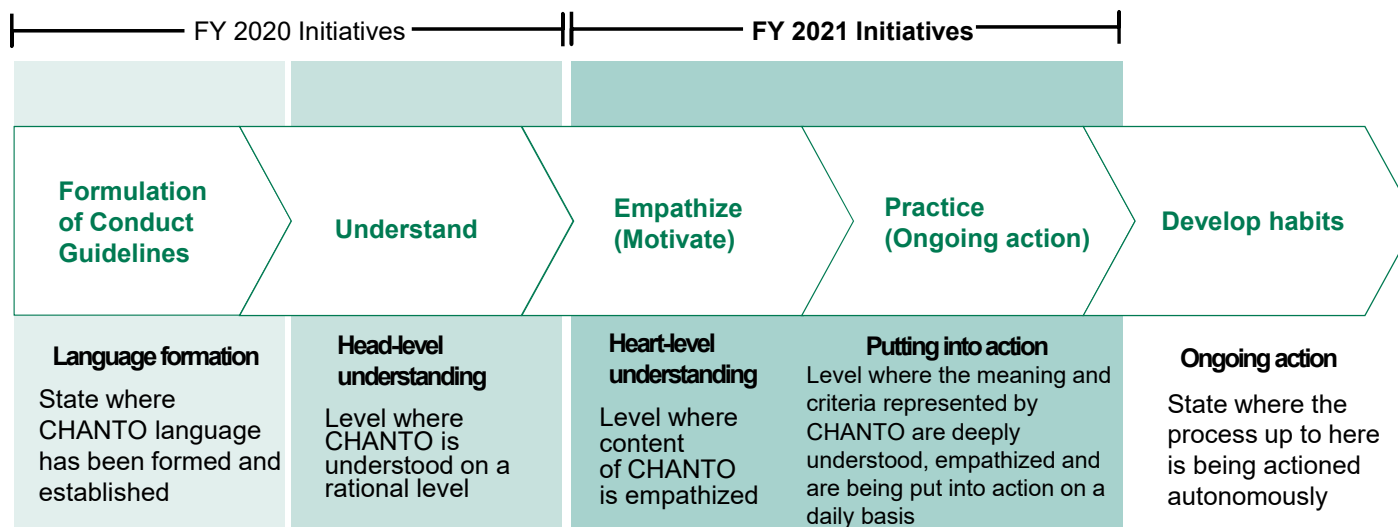 FY 2020 Initiatives
FY 2021 Initiatives
Formulation
of Conduct
Guidelines
Understand
Empathize
(Motivate)
Practice
(Ongoing action)
Develop habits
Language formation
State where
CHANTO language
has been formed and
established
Head-level
understanding
Level where
CHANTO is
understood on a
rational level
Heart-level
understanding
Level where
content
of CHANTO
is empathized
Putting into action
Level where the meaning and
criteria represented by
CHANTO are deeply
understood, empathized and
are being put into action on a
daily basis
Ongoing action
State where the
process up to here
is being actioned
autonomously